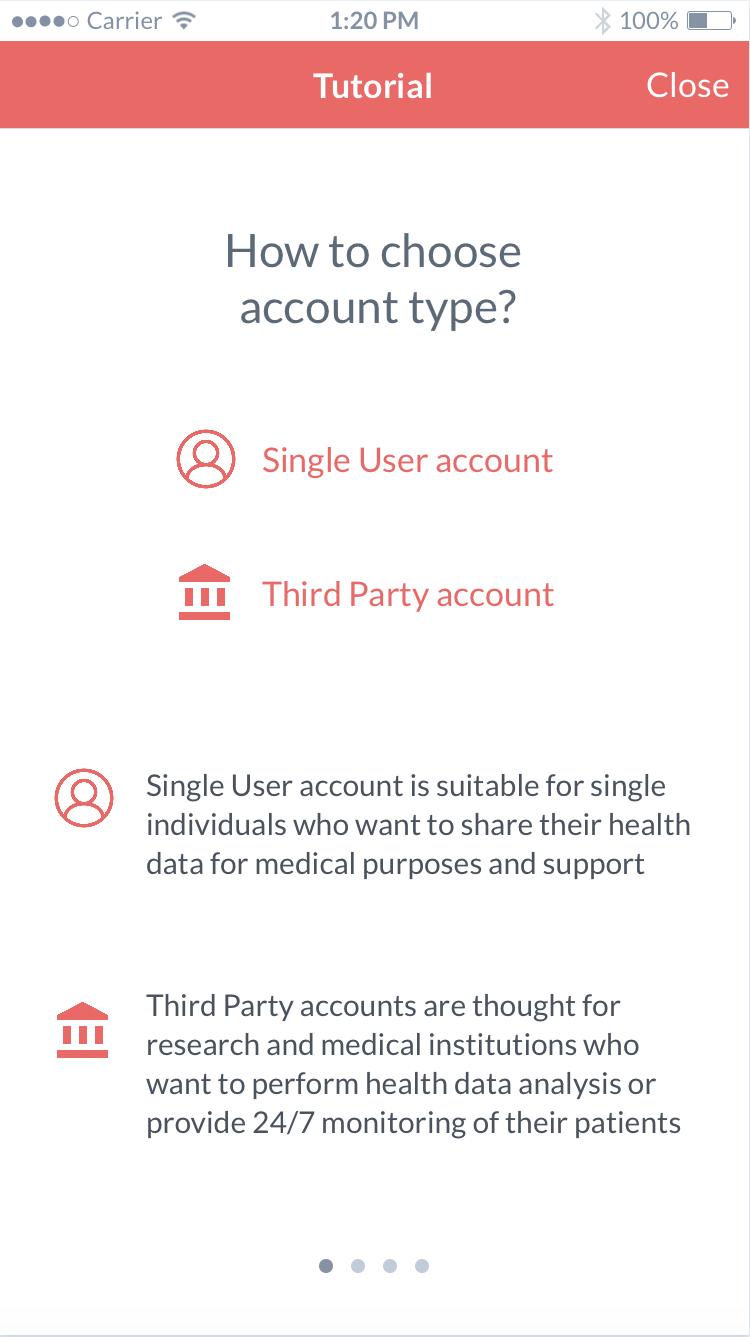 Carrier 1:20 PM 100%
Tutorial Close
How to choose
account type?
Single User account
Third Party account
Single User account is suitable for single
individuals who want to share their health
data for medical purposes and support
Third Party accounts are thought for
research and medical institutions who
want to perform health data analysis or
provide 24/7 monitoring of their patients